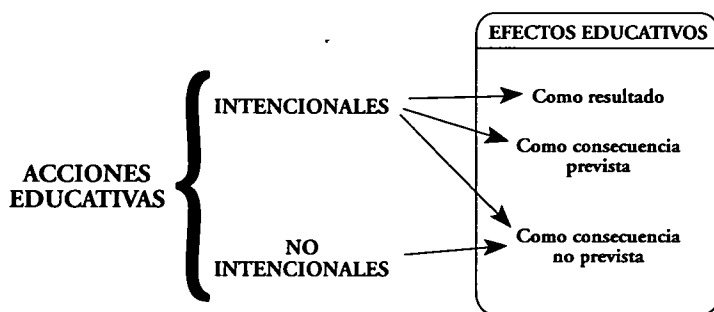 EFECTOS EDUCATIVOS
INTENCIONALES
Como resultado
Como consecuencia
prevista
ACCIONES
EDUCATIVAS
NO
INTENCIONALES
Como consecuencia
no prevista